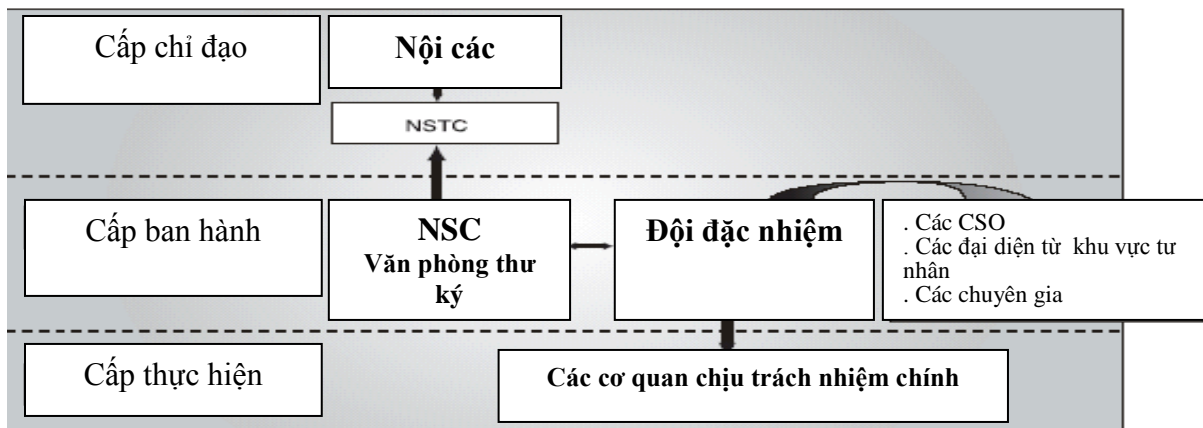 Cấp chỉ đạo
Nội các
NSTC
Cấp ban hành
NSC
Văn phòng thư
ký
Đội đặc nhiệm
. Các CSO
. Các đại diện từ khu vực tư
nhân
. Các chuyên gia
Cấp thực hiện
Các cơ quan chịu trách nhiệm chính